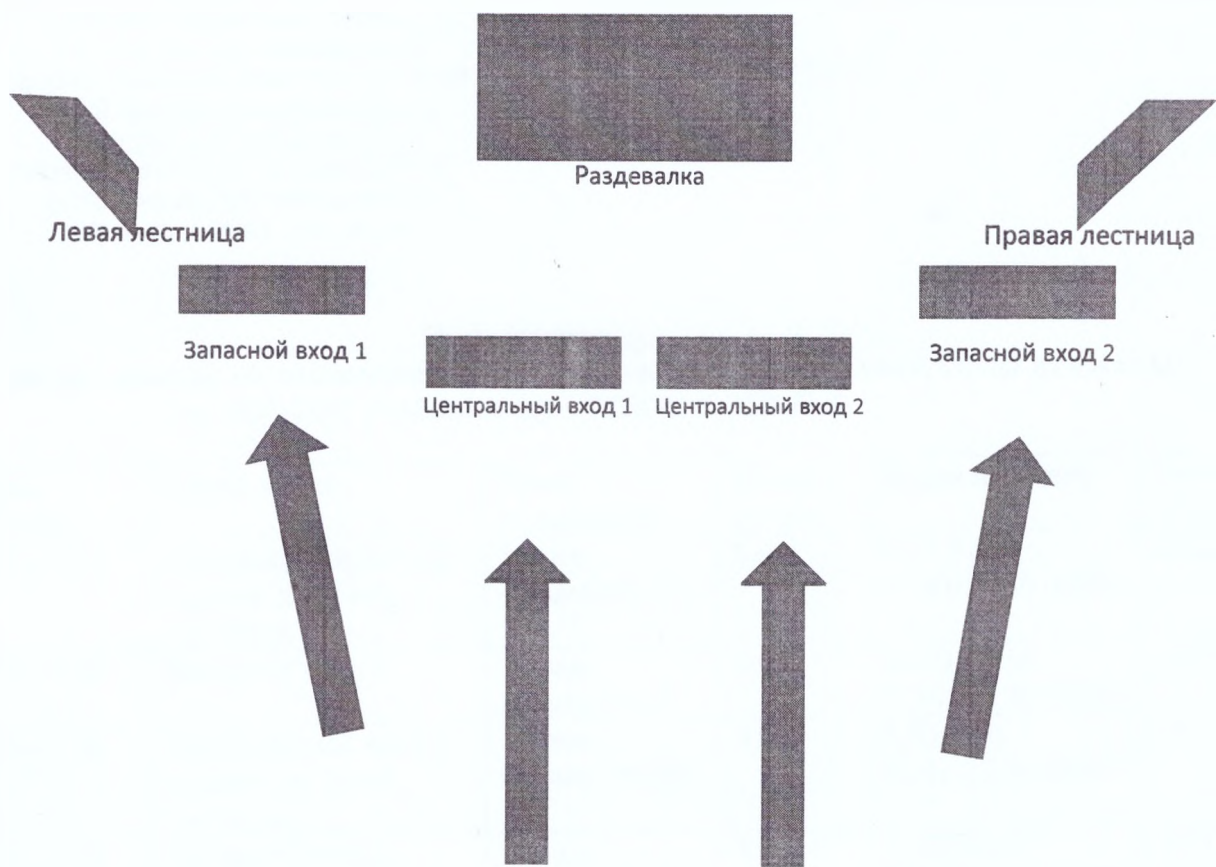 Раздевалка
Левая лестница
Правая лестница
Запасной вход 1
Запасной вход 2
Центральный вход 1
Центральный вход 2